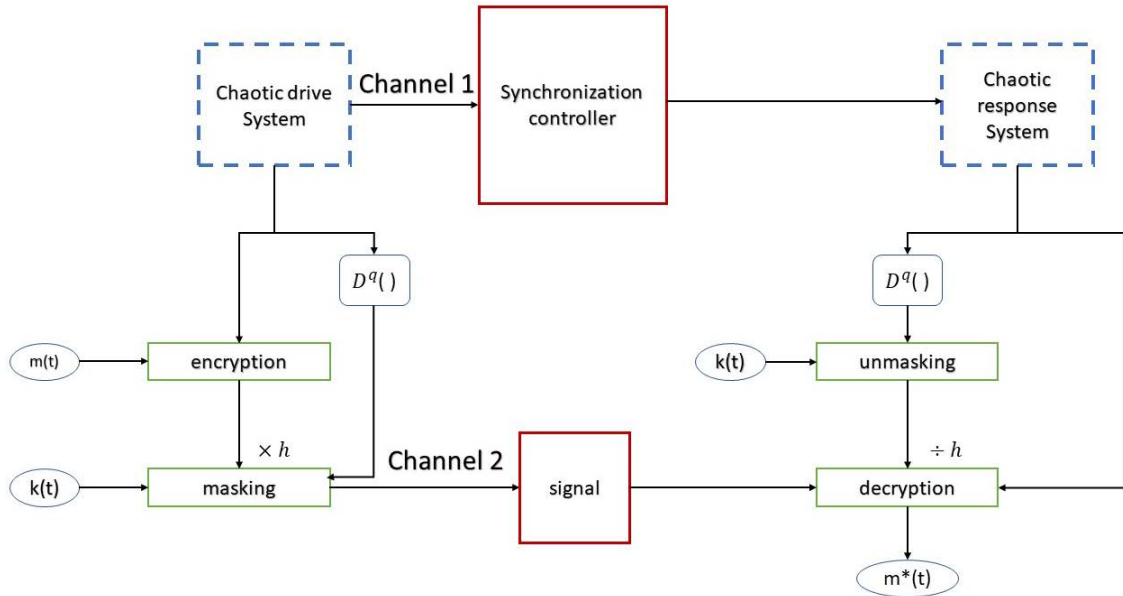 Chaotic drive
System
Channel 1
Synchronization
controller
Chaotic
response
System
D^q( )
D^q( )
m(t)
encryption
k(t)
unmasking
× h
÷ h
k(t)
masking
Channel 2
signal
decryption
m*(t)